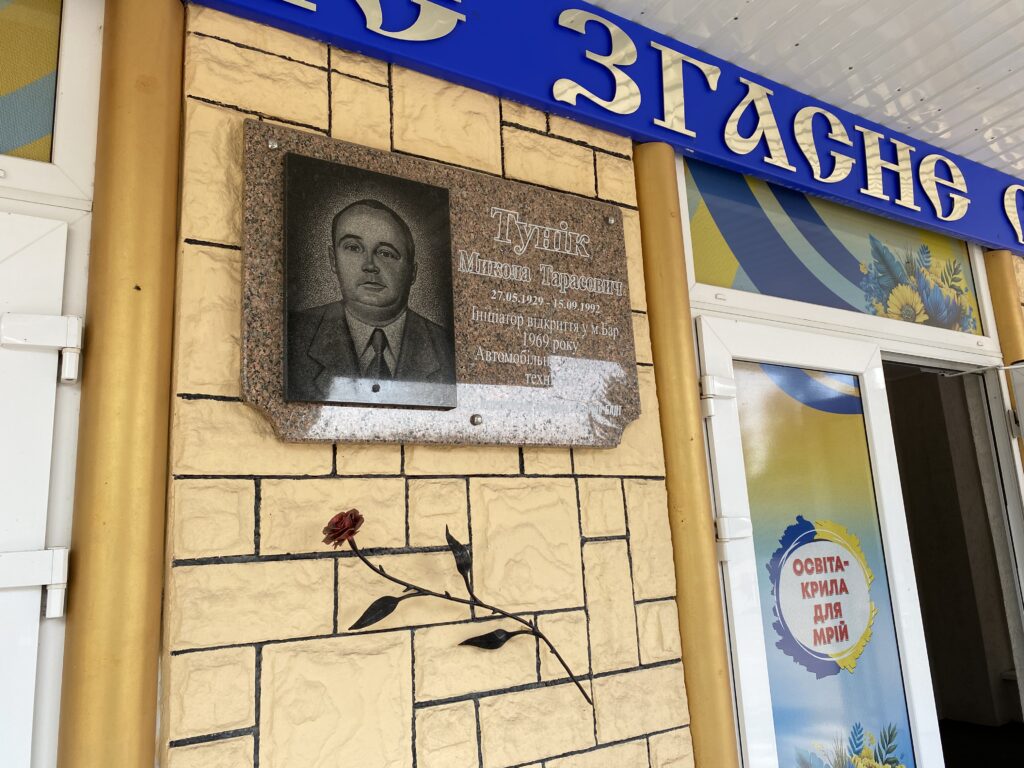 ЗГАСНЕ
Тунік
Микола Тарасович
27.05.1929 - 15.09.1992
Ініціатор відкриття у м.Бар
1969 року
ОСВІТА-
КРИЛА
ДЛЯ
МРІЙ